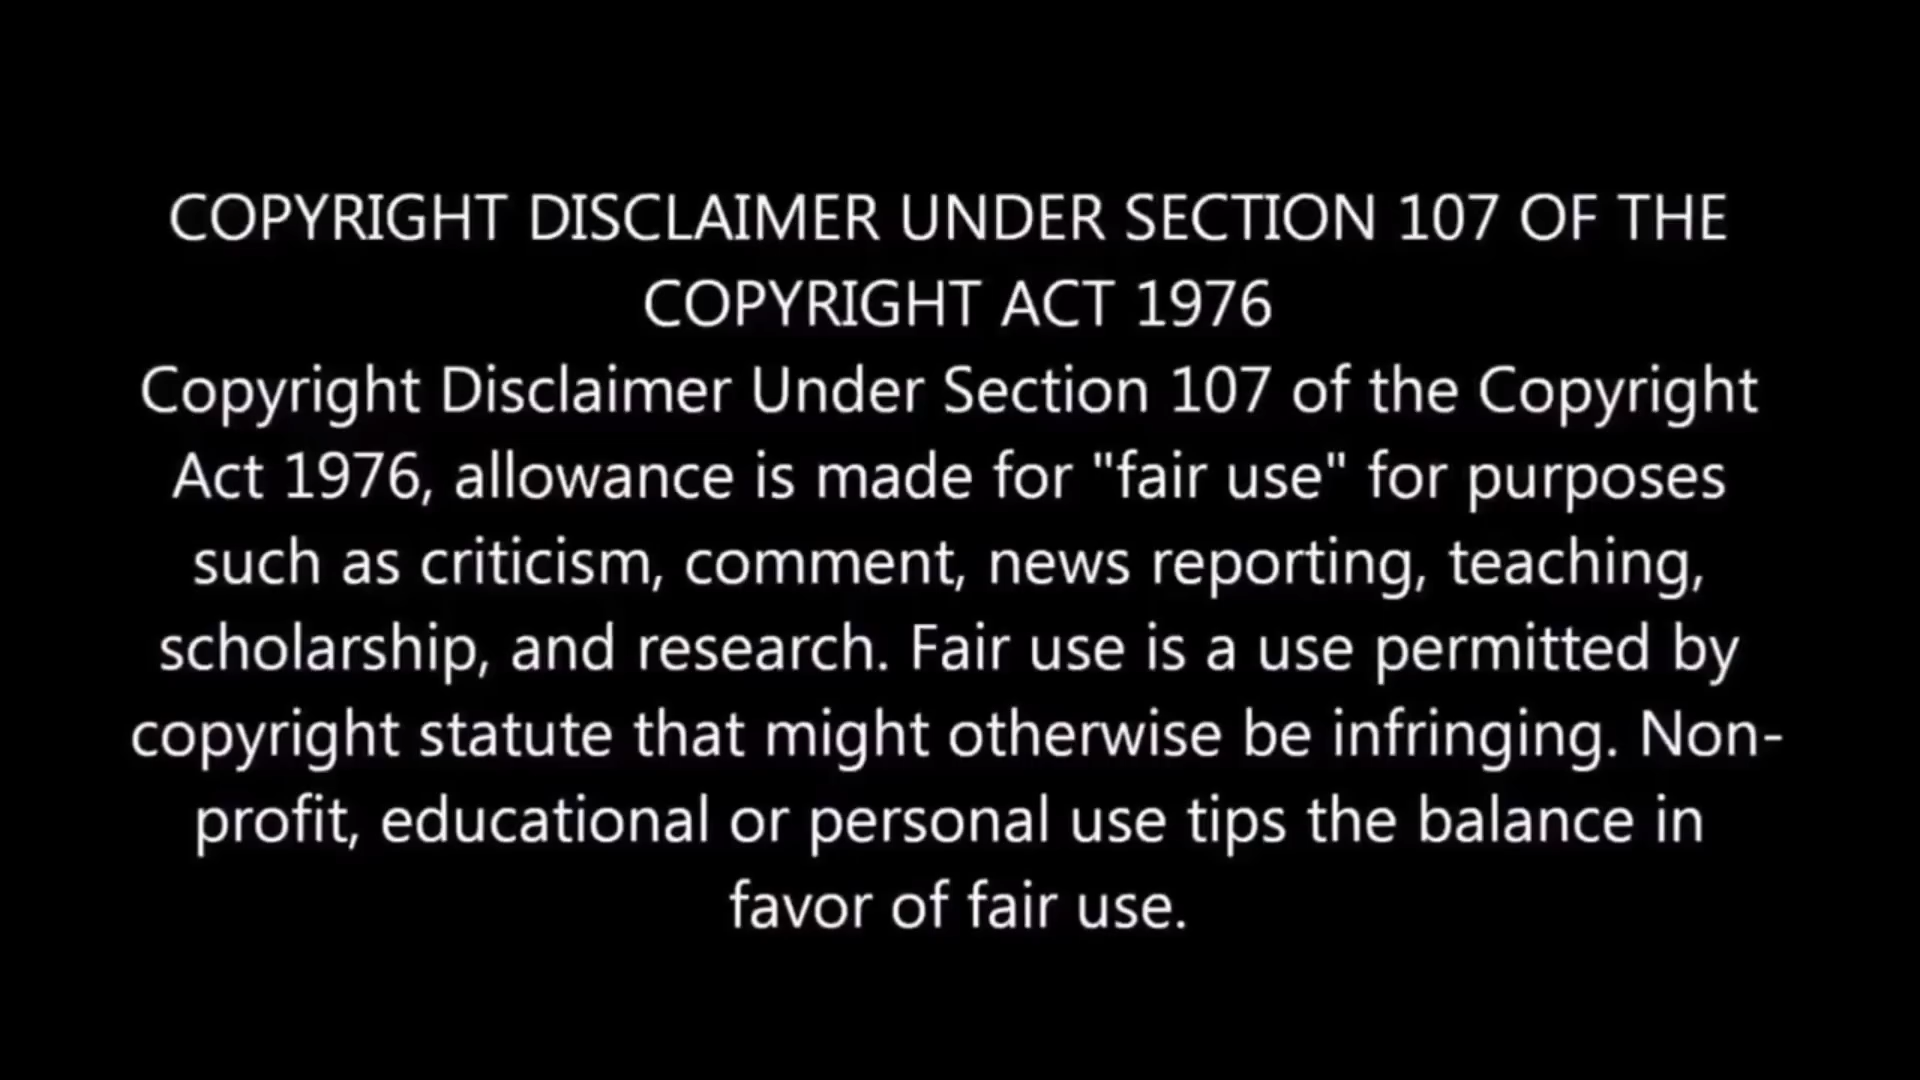 COPYRIGHT DISCLAIMER UNDER SECTION 107 OF THE
COPYRIGHT ACT 1976
Copyright Disclaimer Under Section 107 of the Copyright
Act 1976, allowance is made for "fair use" for purposes
such as criticism, comment, news reporting, teaching,
scholarship, and research. Fair use is a use permitted by
copyright statute that might otherwise be infringing. Non-
profit, educational or personal use tips the balance in
favor of fair use.